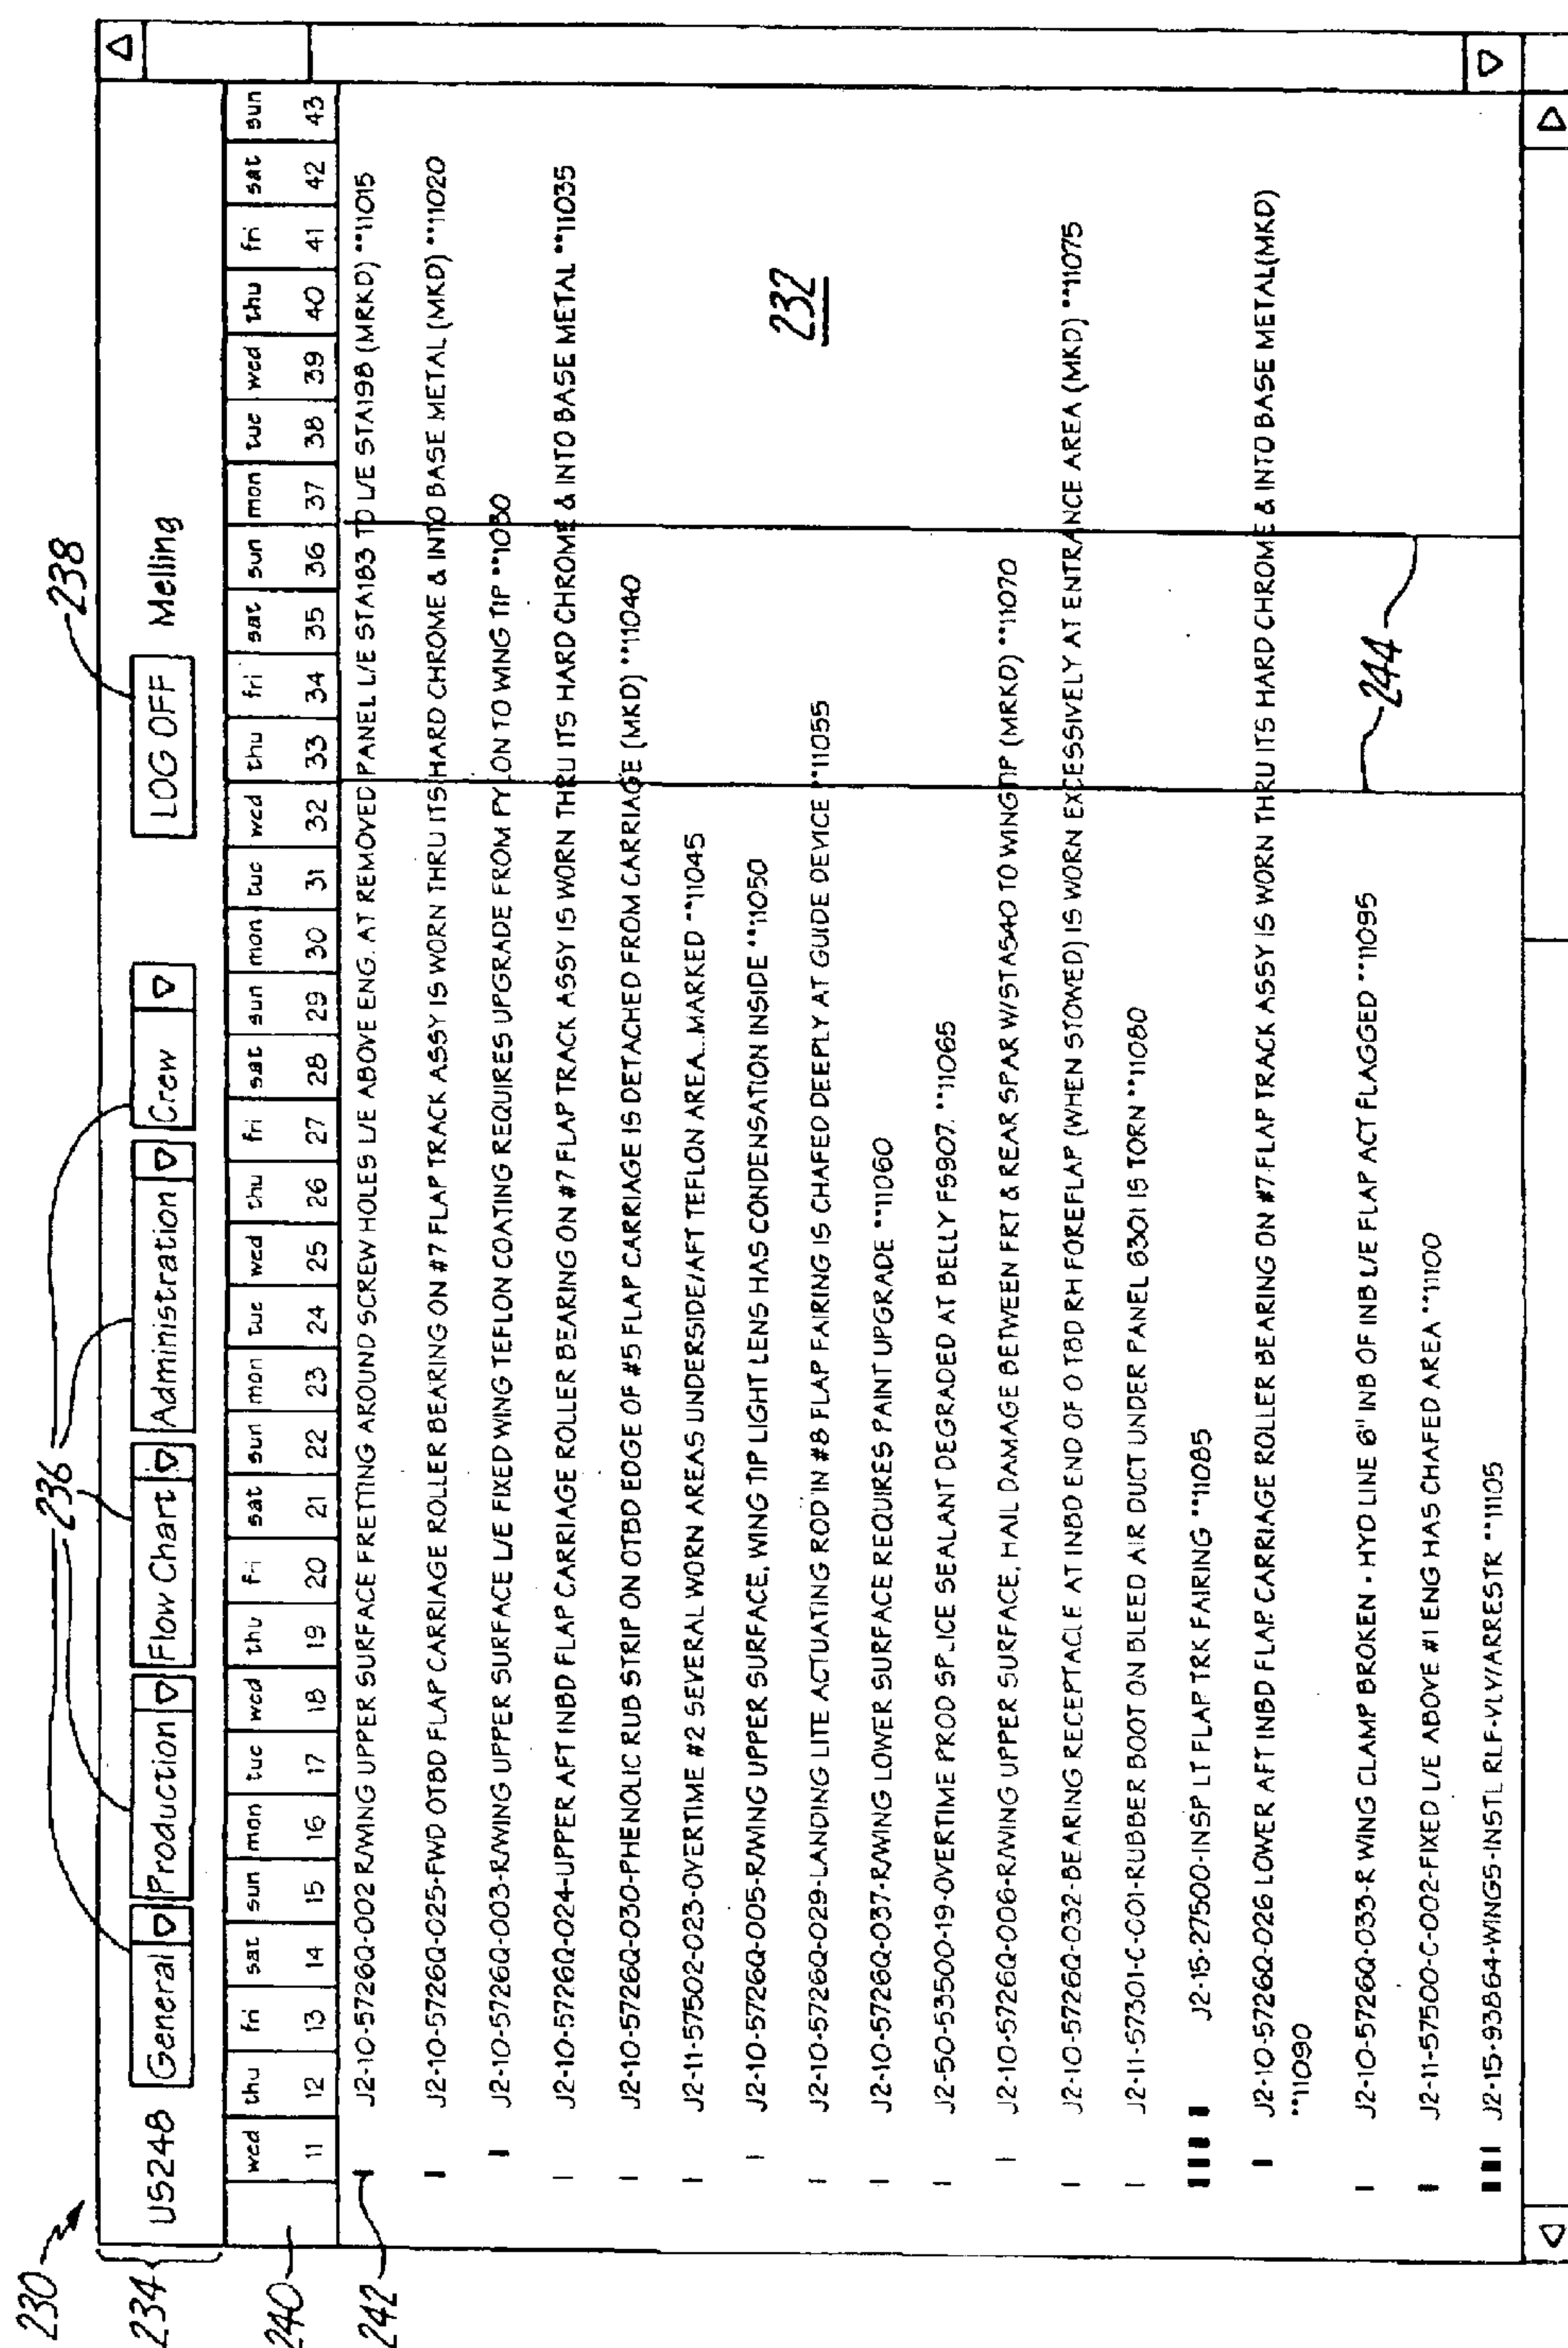 230
238
236
234 US248 General Production Flow Chart Administration Crew LOG OFF Melling
wed thu fri sat sun mon tue wed thu fri sat sun mon tue wed thu fri sat sun mon tue wed thu fri sat sun mon tue wed thu fri sat sun
240 11 12 13 14 15 16 17 18 19 20 21 22 23 24 25 26 27 28 29 30 31 32 33 34 35 36 37 38 39 40 41 42 43
242 J2-10-5726Q-002 R/WING UPPER SURFACE FRETTING AROUND SCREW HOLES L/E ABOVE ENG. AT REMOVED PANEL L/E STA183 TO L/E STA198 (MRKD) **11015
J2-10-5726Q-025-FWD OTBD FLAP CARRIAGE ROLLER BEARING ON #7 FLAP TRACK ASSY IS WORN THRU ITS HARD CHROME & INTO BASE METAL (MKD) **11020
J2-10-5726Q-003-R/WING UPPER SURFACE L/E FIXED WING TEFLON COATING REQUIRES UPGRADE FROM PYLON TO WING TIP **11030
J2-10-5726Q-024-UPPER AFT INBD FLAP CARRIAGE ROLLER BEARING ON #7 FLAP TRACK ASSY IS WORN THRU ITS HARD CHROME & INTO BASE METAL **11035
J2-10-5726Q-030-PHENOLIC RUB STRIP ON OTBD EDGE OF #5 FLAP CARRIAGE IS DETACHED FROM CARRIAGE (MKD) **11040
J2-11-57502-023-OVERTIME #2 SEVERAL WORN AREAS UNDERSIDE/AFT TEFLON AREA...MARKED **11045
J2-10-5726Q-005-R/WING UPPER SURFACE, WING TIP LIGHT LENS HAS CONDENSATION INSIDE **11050
232
J2-10-5726Q-029-LANDING LITE ACTUATING ROD IN #8 FLAP FAIRING IS CHAFED DEEPLY AT GUIDE DEVICE **11055
J2-10-5726Q-037-R/WING LOWER SURFACE REQUIRES PAINT UPGRADE **11060
J2-50-53500-19-OVERTIME PROD SPLICE SEALANT DEGRADED AT BELLY FS907. **11065
J2-10-5726Q-006-R/WING UPPER SURFACE, HAIL DAMAGE BETWEEN FRT & REAR SPAR W/STA540 TO WINGTIP (MRKD) **11070
J2-10-5726Q-032-BEARING RECEPTACLE AT INBD END OF O TBD RH FOREFLAP (WHEN STOWED) IS WORN EXCESSIVELY AT ENTRANCE AREA (MKD) **11075
J2-11-57301-C-001-RUBBER BOOT ON BLEED AIR DUCT UNDER PANEL 6301 IS TORN **11080
J2-15-27500-INSP LT FLAP TRK FAIRING **11085
J2-10-5726Q-026 LOWER AFT INBD FLAP CARRIAGE ROLLER BEARING ON #7 FLAP TRACK ASSY IS WORN THRU ITS HARD CHROME & INTO BASE METAL(MKD)
**11090
J2-10-5726Q-033-R WING CLAMP BROKEN - HYD LINE 6" INB OF INB L/E FLAP ACT FLAGGED **11095
244
J2-11-57500-C-002-FIXED L/E ABOVE #1 ENG HAS CHAFED AREA **11100
J2-15-93864-WINGS-INSTL RLF-VLY/ARRESTR **11105